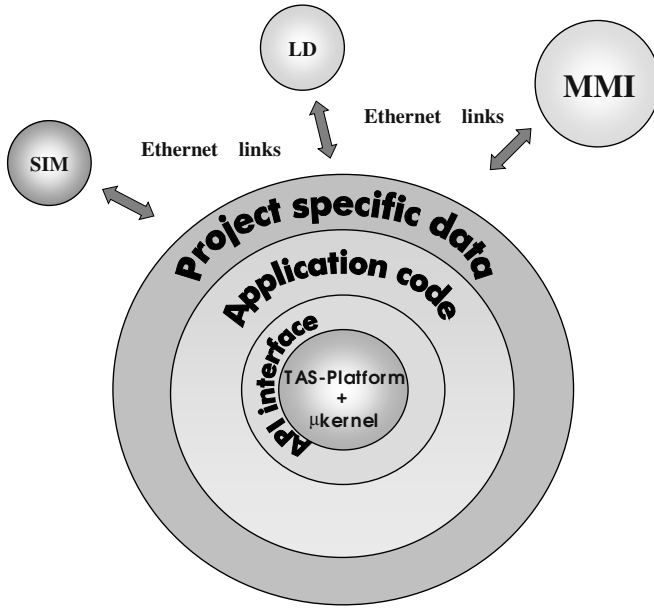 LD
MMI
SIM
Ethernet links
Ethernet links
Project specific data
Application code
API interface
TAS-Platform
+
μkernel